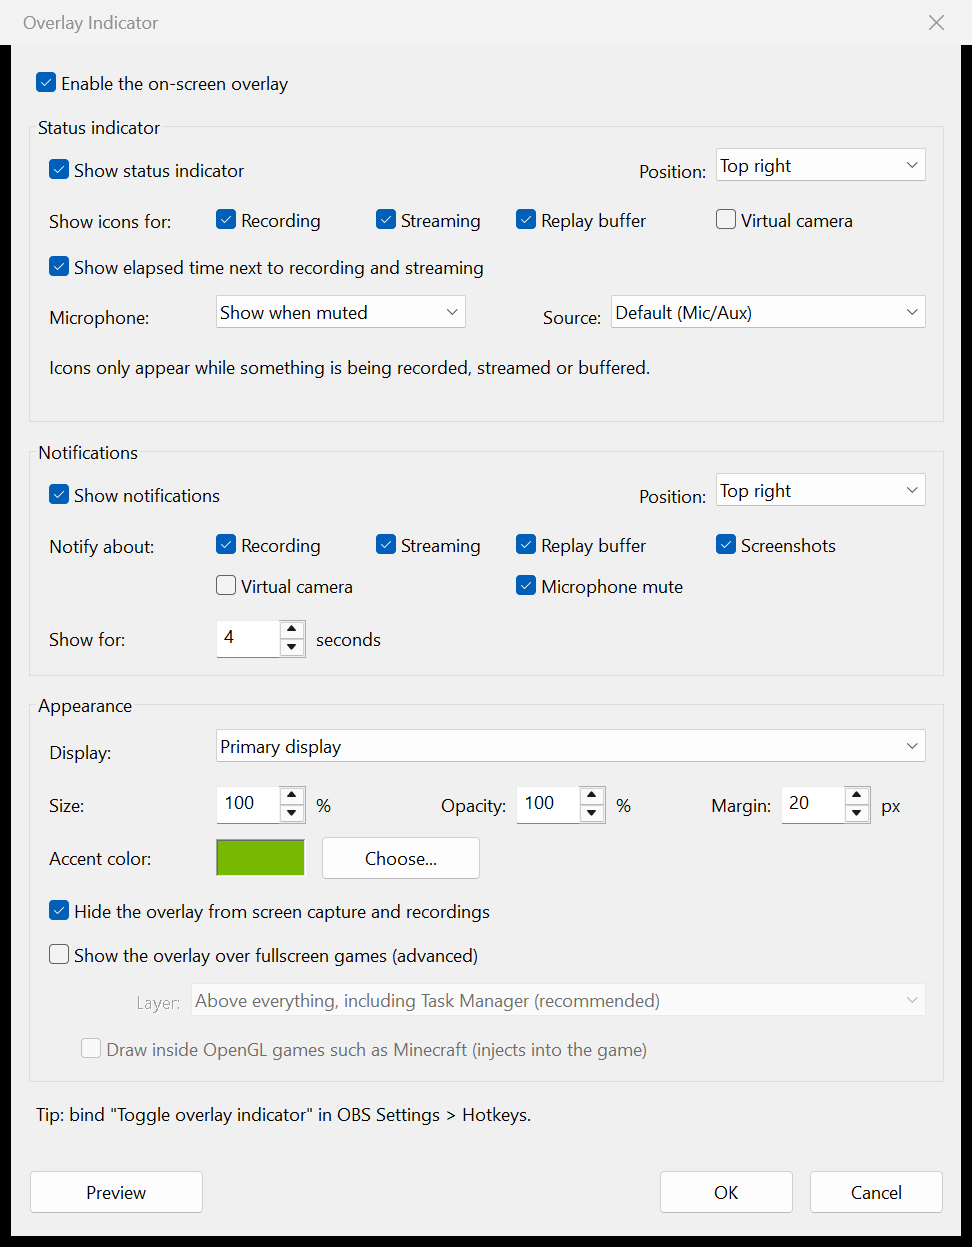 Overlay Indicator
Enable the on-screen overlay
Status indicator
Show status indicator Position: Top right
Show icons for: Recording Streaming Replay buffer Virtual camera
Show elapsed time next to recording and streaming
Microphone: Show when muted Source: Default (Mic/Aux)
Icons only appear while something is being recorded, streamed or buffered.
Notifications
Show notifications Position: Top right
Notify about: Recording Streaming Replay buffer Screenshots
Virtual camera Microphone mute
Show for: 4 seconds
Appearance
Display: Primary display
Size: 100 % Opacity: 100 % Margin: 20 px
Accent color: Choose...
Hide the overlay from screen capture and recordings
Show the overlay over fullscreen games (advanced)
Layer: Above everything, including Task Manager (recommended)
Draw inside OpenGL games such as Minecraft (injects into the game)
Tip: bind "Toggle overlay indicator" in OBS Settings > Hotkeys.
Preview OK Cancel